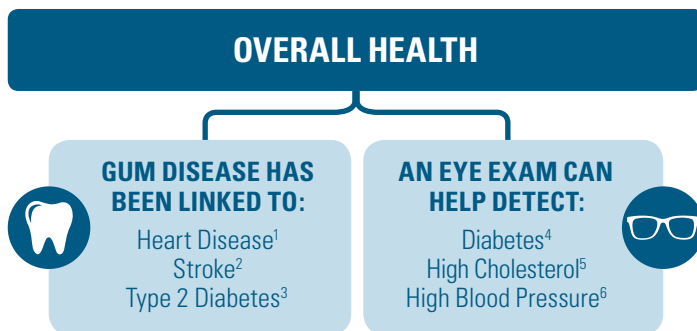 OVERALL HEALTH
GUM DISEASE HAS
BEEN LINKED TO:
Heart Disease¹
Stroke²
Type 2 Diabetes³
AN EYE EXAM CAN
HELP DETECT:
Diabetes⁴
High Cholesterol⁵
High Blood Pressure⁶